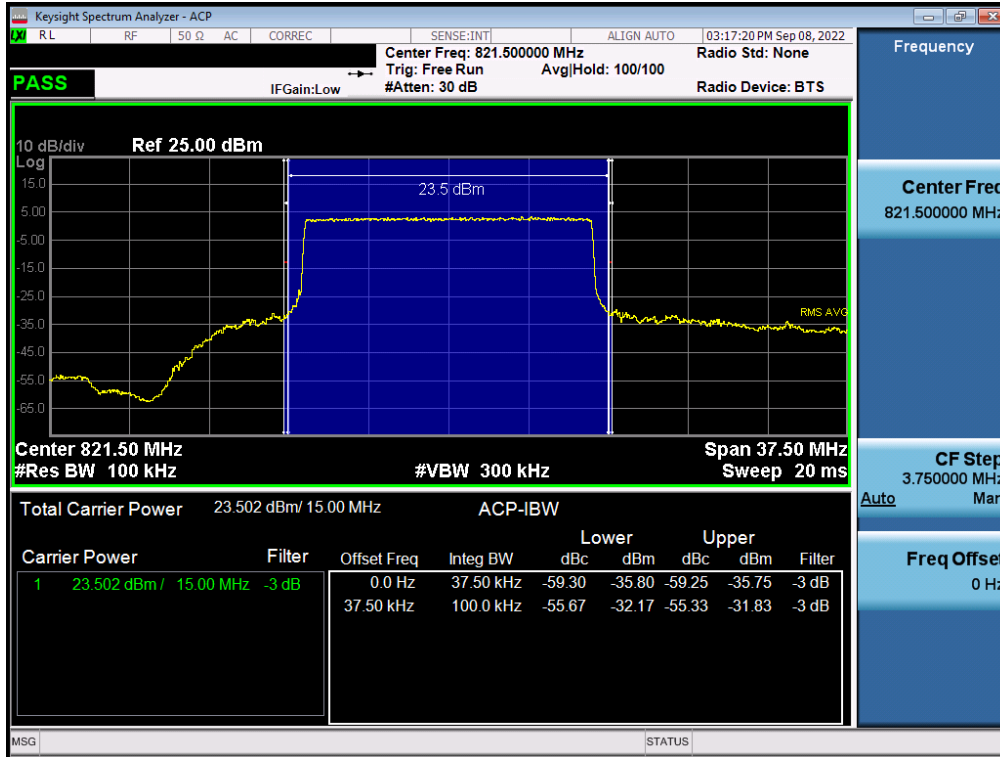 Keysight Spectrum Analyzer - ACP
LXI RL RF 50 Ω AC CORREC SENSE:INT ALIGN AUTO 03:17:20 PM Sep 08, 2022
Center Freq: 821.500000 MHz Radio Std: None
Trig: Free Run Avg|Hold: 100/100
PASS IFGain:Low #Atten: 30 dB Radio Device: BTS
10 dB/div Ref 25.00 dBm
Log
15.0
23.5 dBm
5.00
-5.00
-15.0
-25.0
RMS AVG
-35.0
-45.0
-55.0
-65.0
Center 821.50 MHz Span 37.50 MHz
#Res BW 100 kHz #VBW 300 kHz Sweep 20 ms
Total Carrier Power 23.502 dBm/ 15.00 MHz ACP-IBW
Lower Upper
Carrier Power Filter Offset Freq Integ BW dBc dBm dBc dBm Filter
1 23.502 dBm / 15.00 MHz -3 dB 0.0 Hz 37.50 kHz -59.30 -35.80 -59.25 -35.75 -3 dB
37.50 kHz 100.0 kHz -55.67 -32.17 -55.33 -31.83 -3 dB
MSG STATUS
Frequency
Center Freq
821.500000 MHz
CF Step
3.750000 MHz
Auto Man
Freq Offset
0 Hz